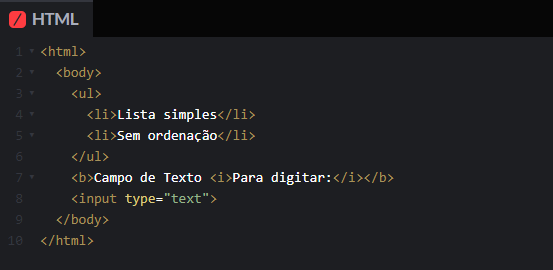 HTML
1 <html>
2 <body>
3 <ul>
4 <li>Lista simples</li>
5 <li>Sem ordenação</li>
6 </ul>
7 <b>Campo de Texto <i>Para digitar:</i></b>
8 <input type="text">
9 </body>
10 </html>